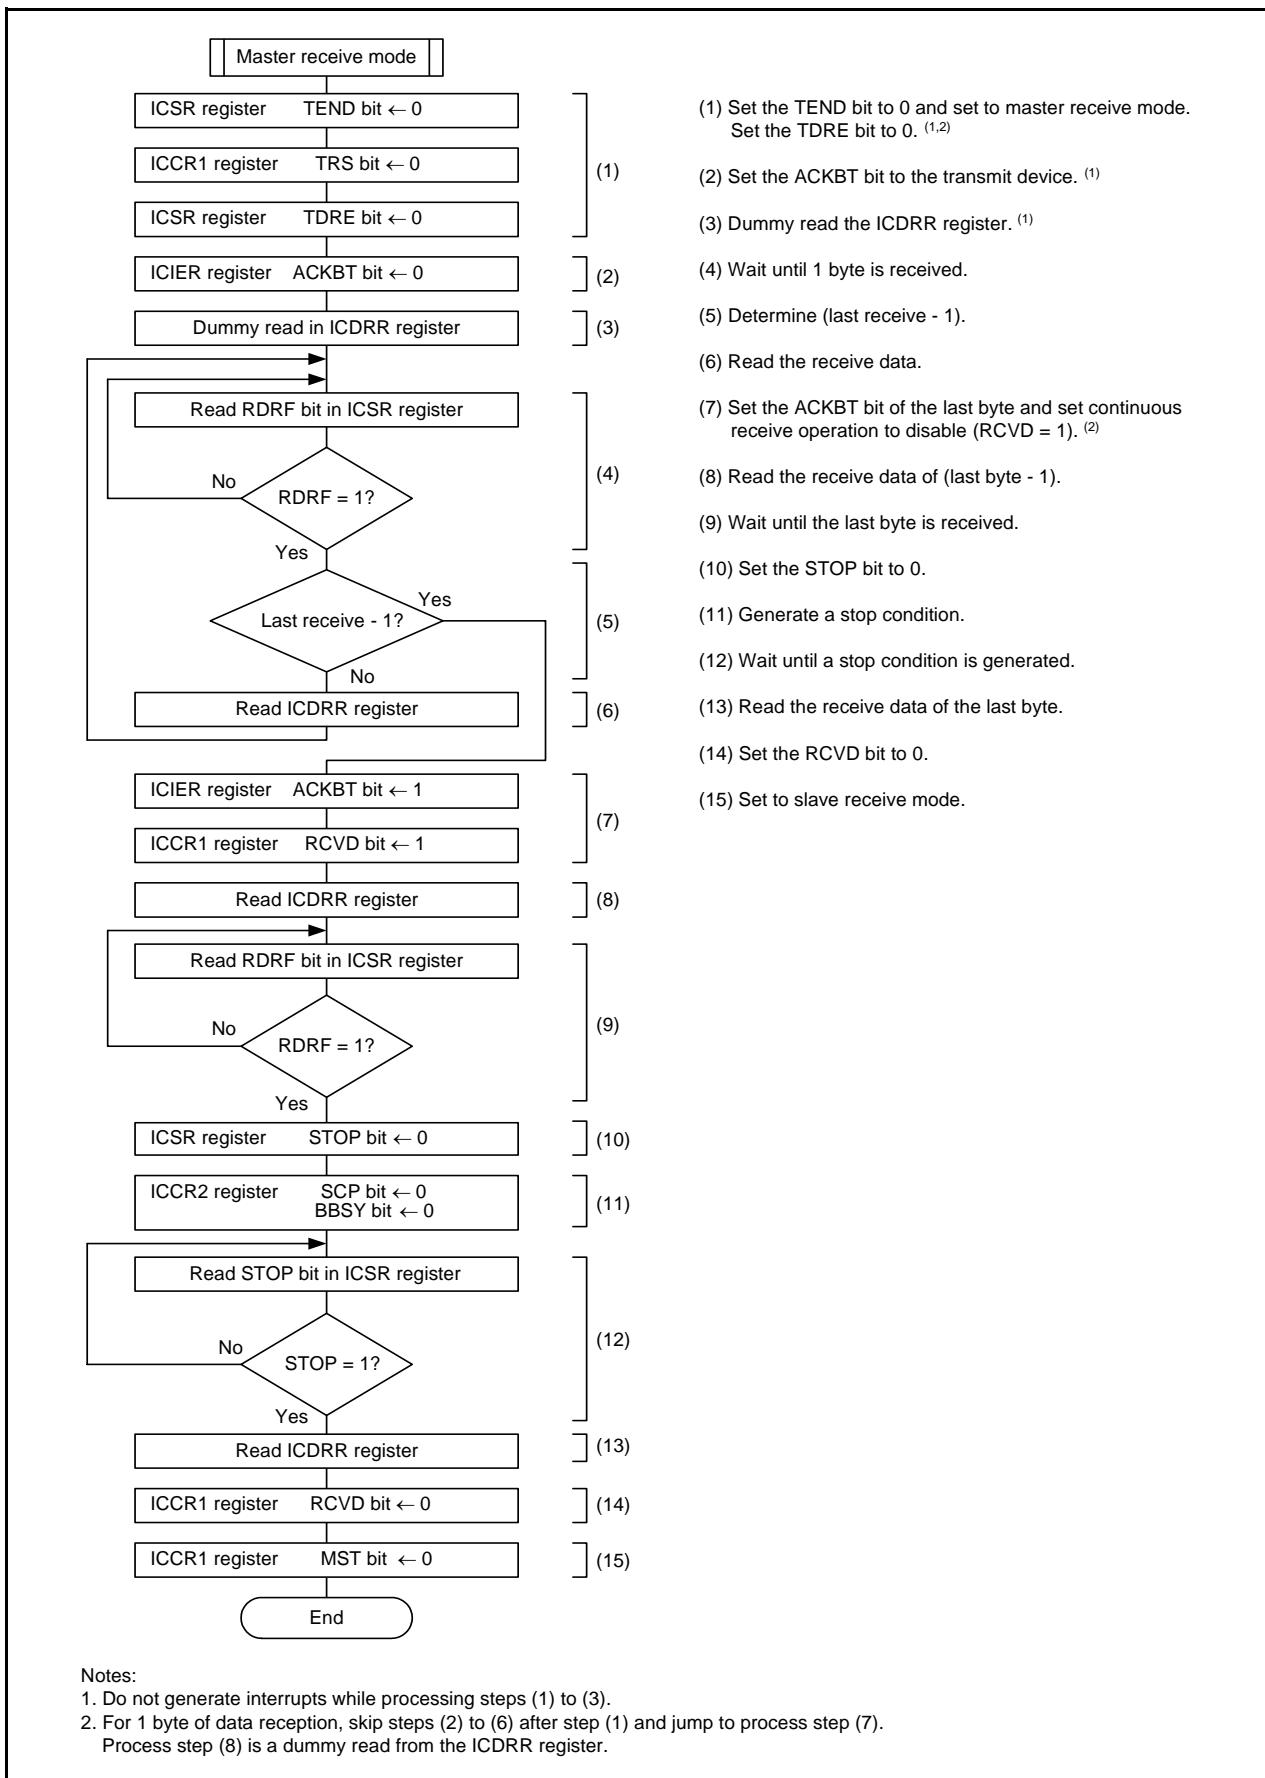 Master receive mode
ICSR register TEND bit ← 0
ICCR1 register TRS bit ← 0
ICSR register TDRE bit ← 0
(1)
ICIER register ACKBT bit ← 0
(2)
Dummy read in ICDRR register
(3)
Read RDRF bit in ICSR register
No
RDRF = 1?
(4)
Yes
Last receive - 1?
Yes
(5)
No
Read ICDRR register
(6)
ICIER register ACKBT bit ← 1
(7)
ICCR1 register RCVD bit ← 1
Read ICDRR register
(8)
Read RDRF bit in ICSR register
No
RDRF = 1?
(9)
Yes
ICSR register STOP bit ← 0
(10)
ICCR2 register SCP bit ← 0
BBSY bit ← 0
(11)
Read STOP bit in ICSR register
No
STOP = 1?
(12)
Yes
Read ICDRR register
(13)
ICCR1 register RCVD bit ← 0
(14)
ICCR1 register MST bit ← 0
(15)
End
(1) Set the TEND bit to 0 and set to master receive mode.
Set the TDRE bit to 0. (1,2)
(2) Set the ACKBT bit to the transmit device. (1)
(3) Dummy read the ICDRR register. (1)
(4) Wait until 1 byte is received.
(5) Determine (last receive - 1).
(6) Read the receive data.
(7) Set the ACKBT bit of the last byte and set continuous
receive operation to disable (RCVD = 1). (2)
(8) Read the receive data of (last byte - 1).
(9) Wait until the last byte is received.
(10) Set the STOP bit to 0.
(11) Generate a stop condition.
(12) Wait until a stop condition is generated.
(13) Read the receive data of the last byte.
(14) Set the RCVD bit to 0.
(15) Set to slave receive mode.
Notes:
1. Do not generate interrupts while processing steps (1) to (3).
2. For 1 byte of data reception, skip steps (2) to (6) after step (1) and jump to process step (7).
Process step (8) is a dummy read from the ICDRR register.